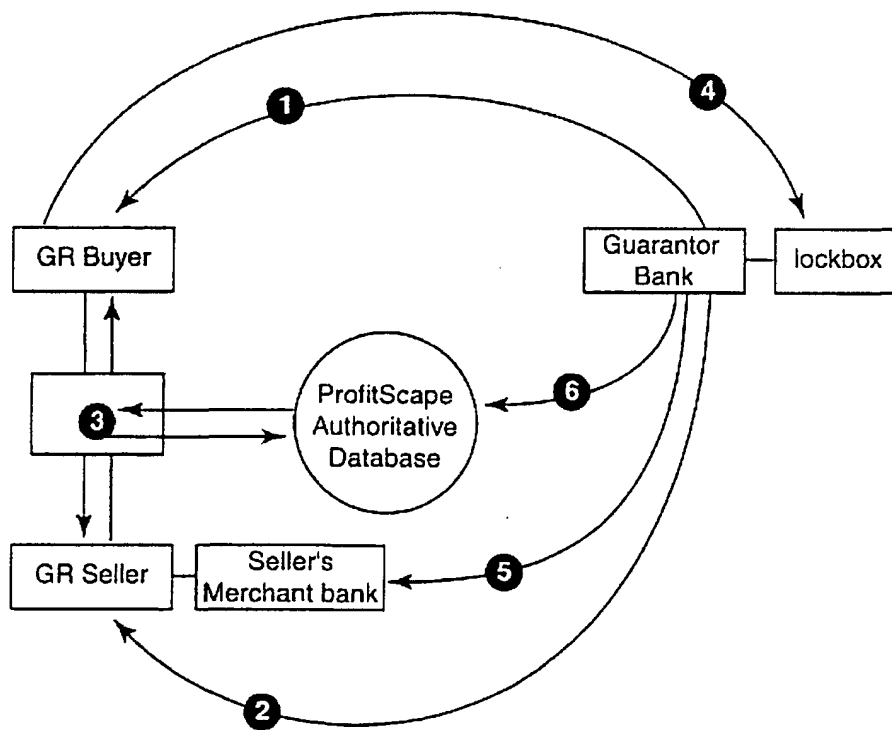 4
1
GR Buyer
Guarantor
Bank
lockbox
3
ProfitScape
Authoritative
Database
6
GR Seller
Seller's
Merchant bank
5
2